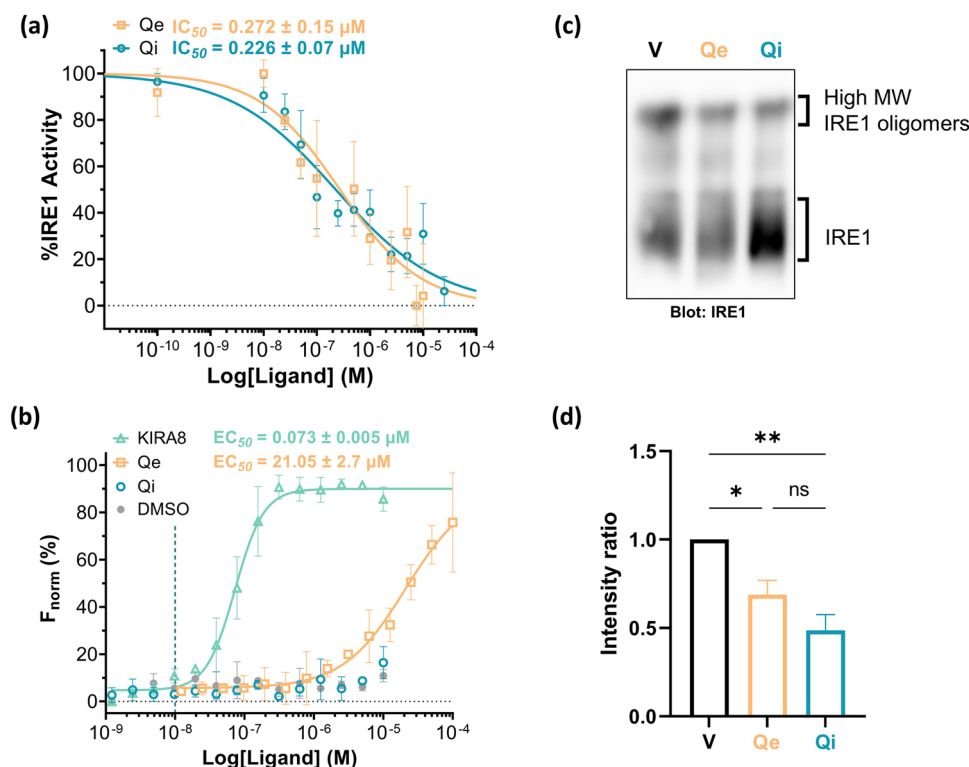 (a)
Qe IC50 = 0.272 ± 0.15 µM
Qi IC50 = 0.226 ± 0.07 µM
%IRE1 Activity
100
80
60
40
20
0
10-10 10-9 10-8 10-7 10-6 10-5 10-4
Log[Ligand] (M)
(b)
KIRA8 EC50 = 0.073 ± 0.005 µM
Qe EC50 = 21.05 ± 2.7 µM
Qi
DMSO
Fnorm (%)
100
80
60
40
20
0
10-9 10-8 10-7 10-6 10-5 10-4
Log[Ligand] (M)
(c)
V Qe Qi
High MW
IRE1 oligomers
IRE1
Blot: IRE1
(d)
Intensity ratio
1.5
1.0
0.5
0.0
**
* ns
V Qe Qi